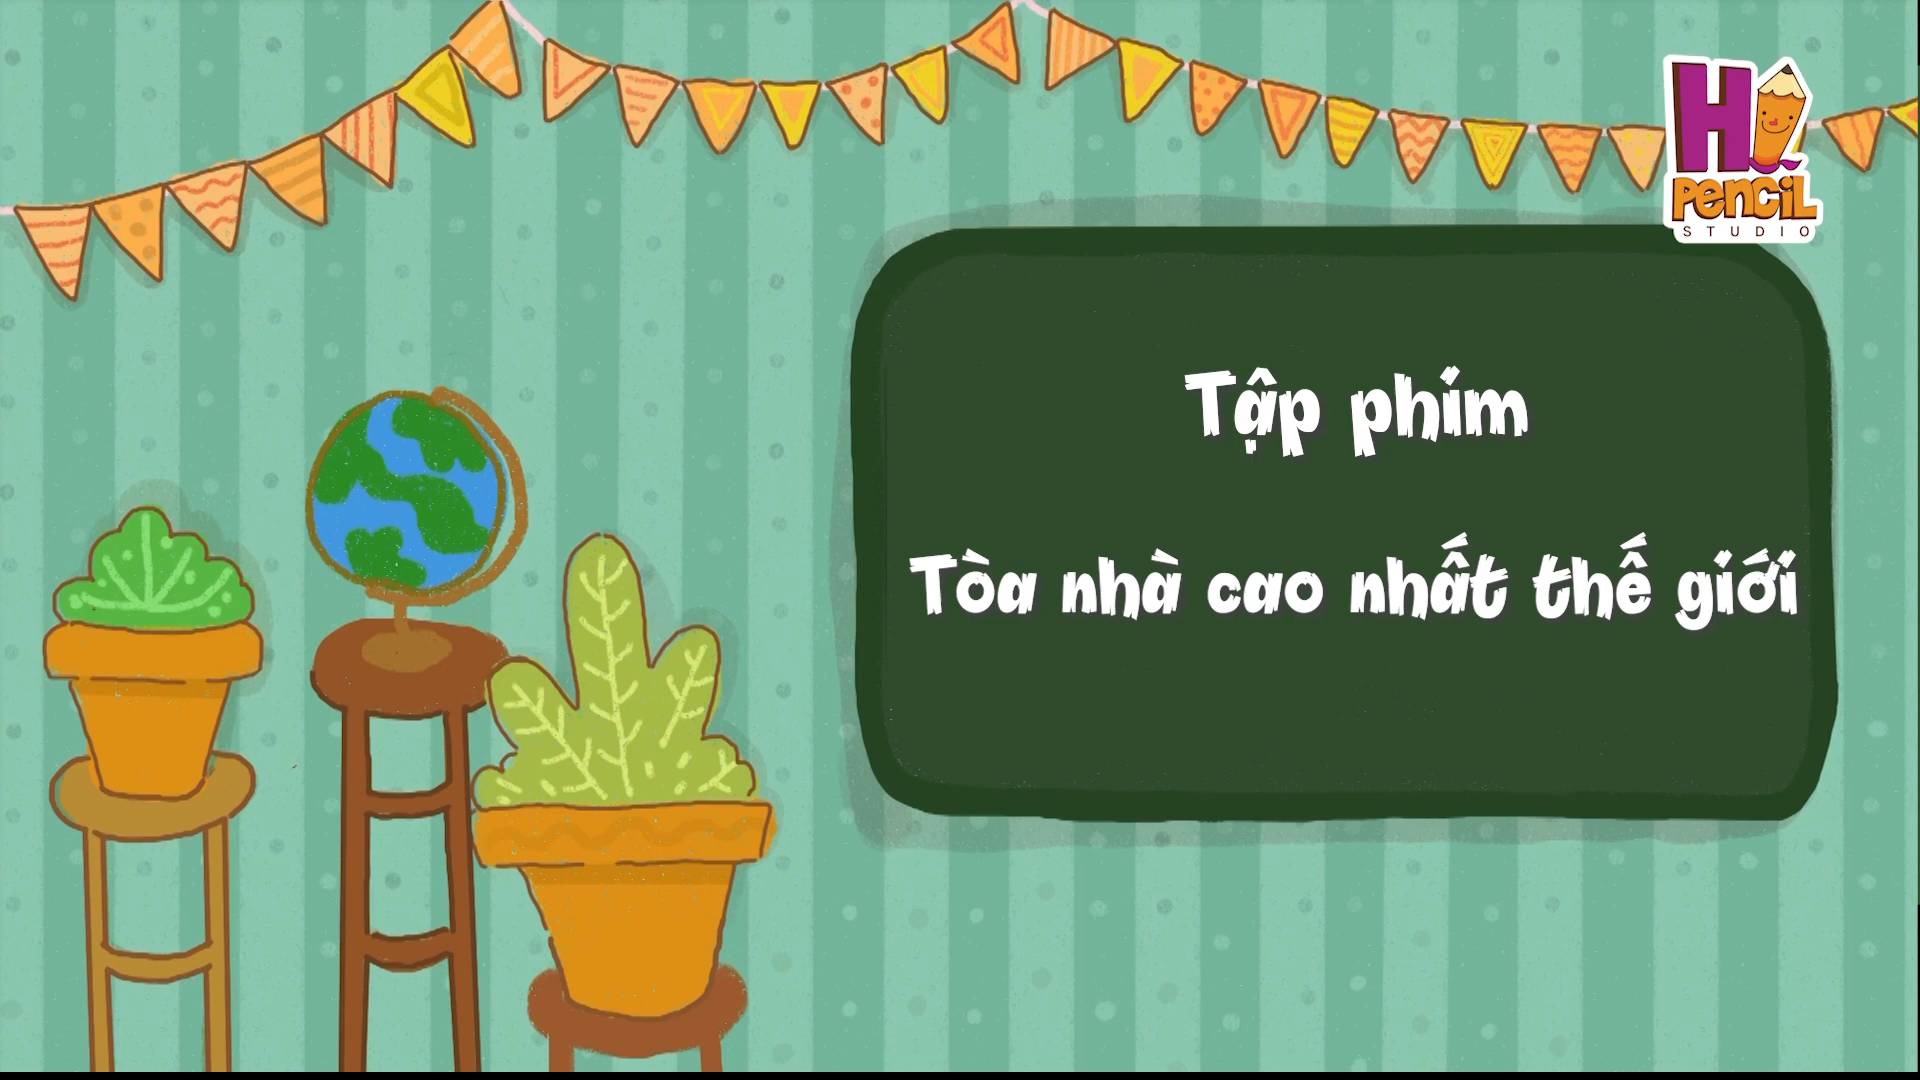 Hi
PENCIL
STUDIO
Tập phim
Tòa nhà cao nhất thế giới